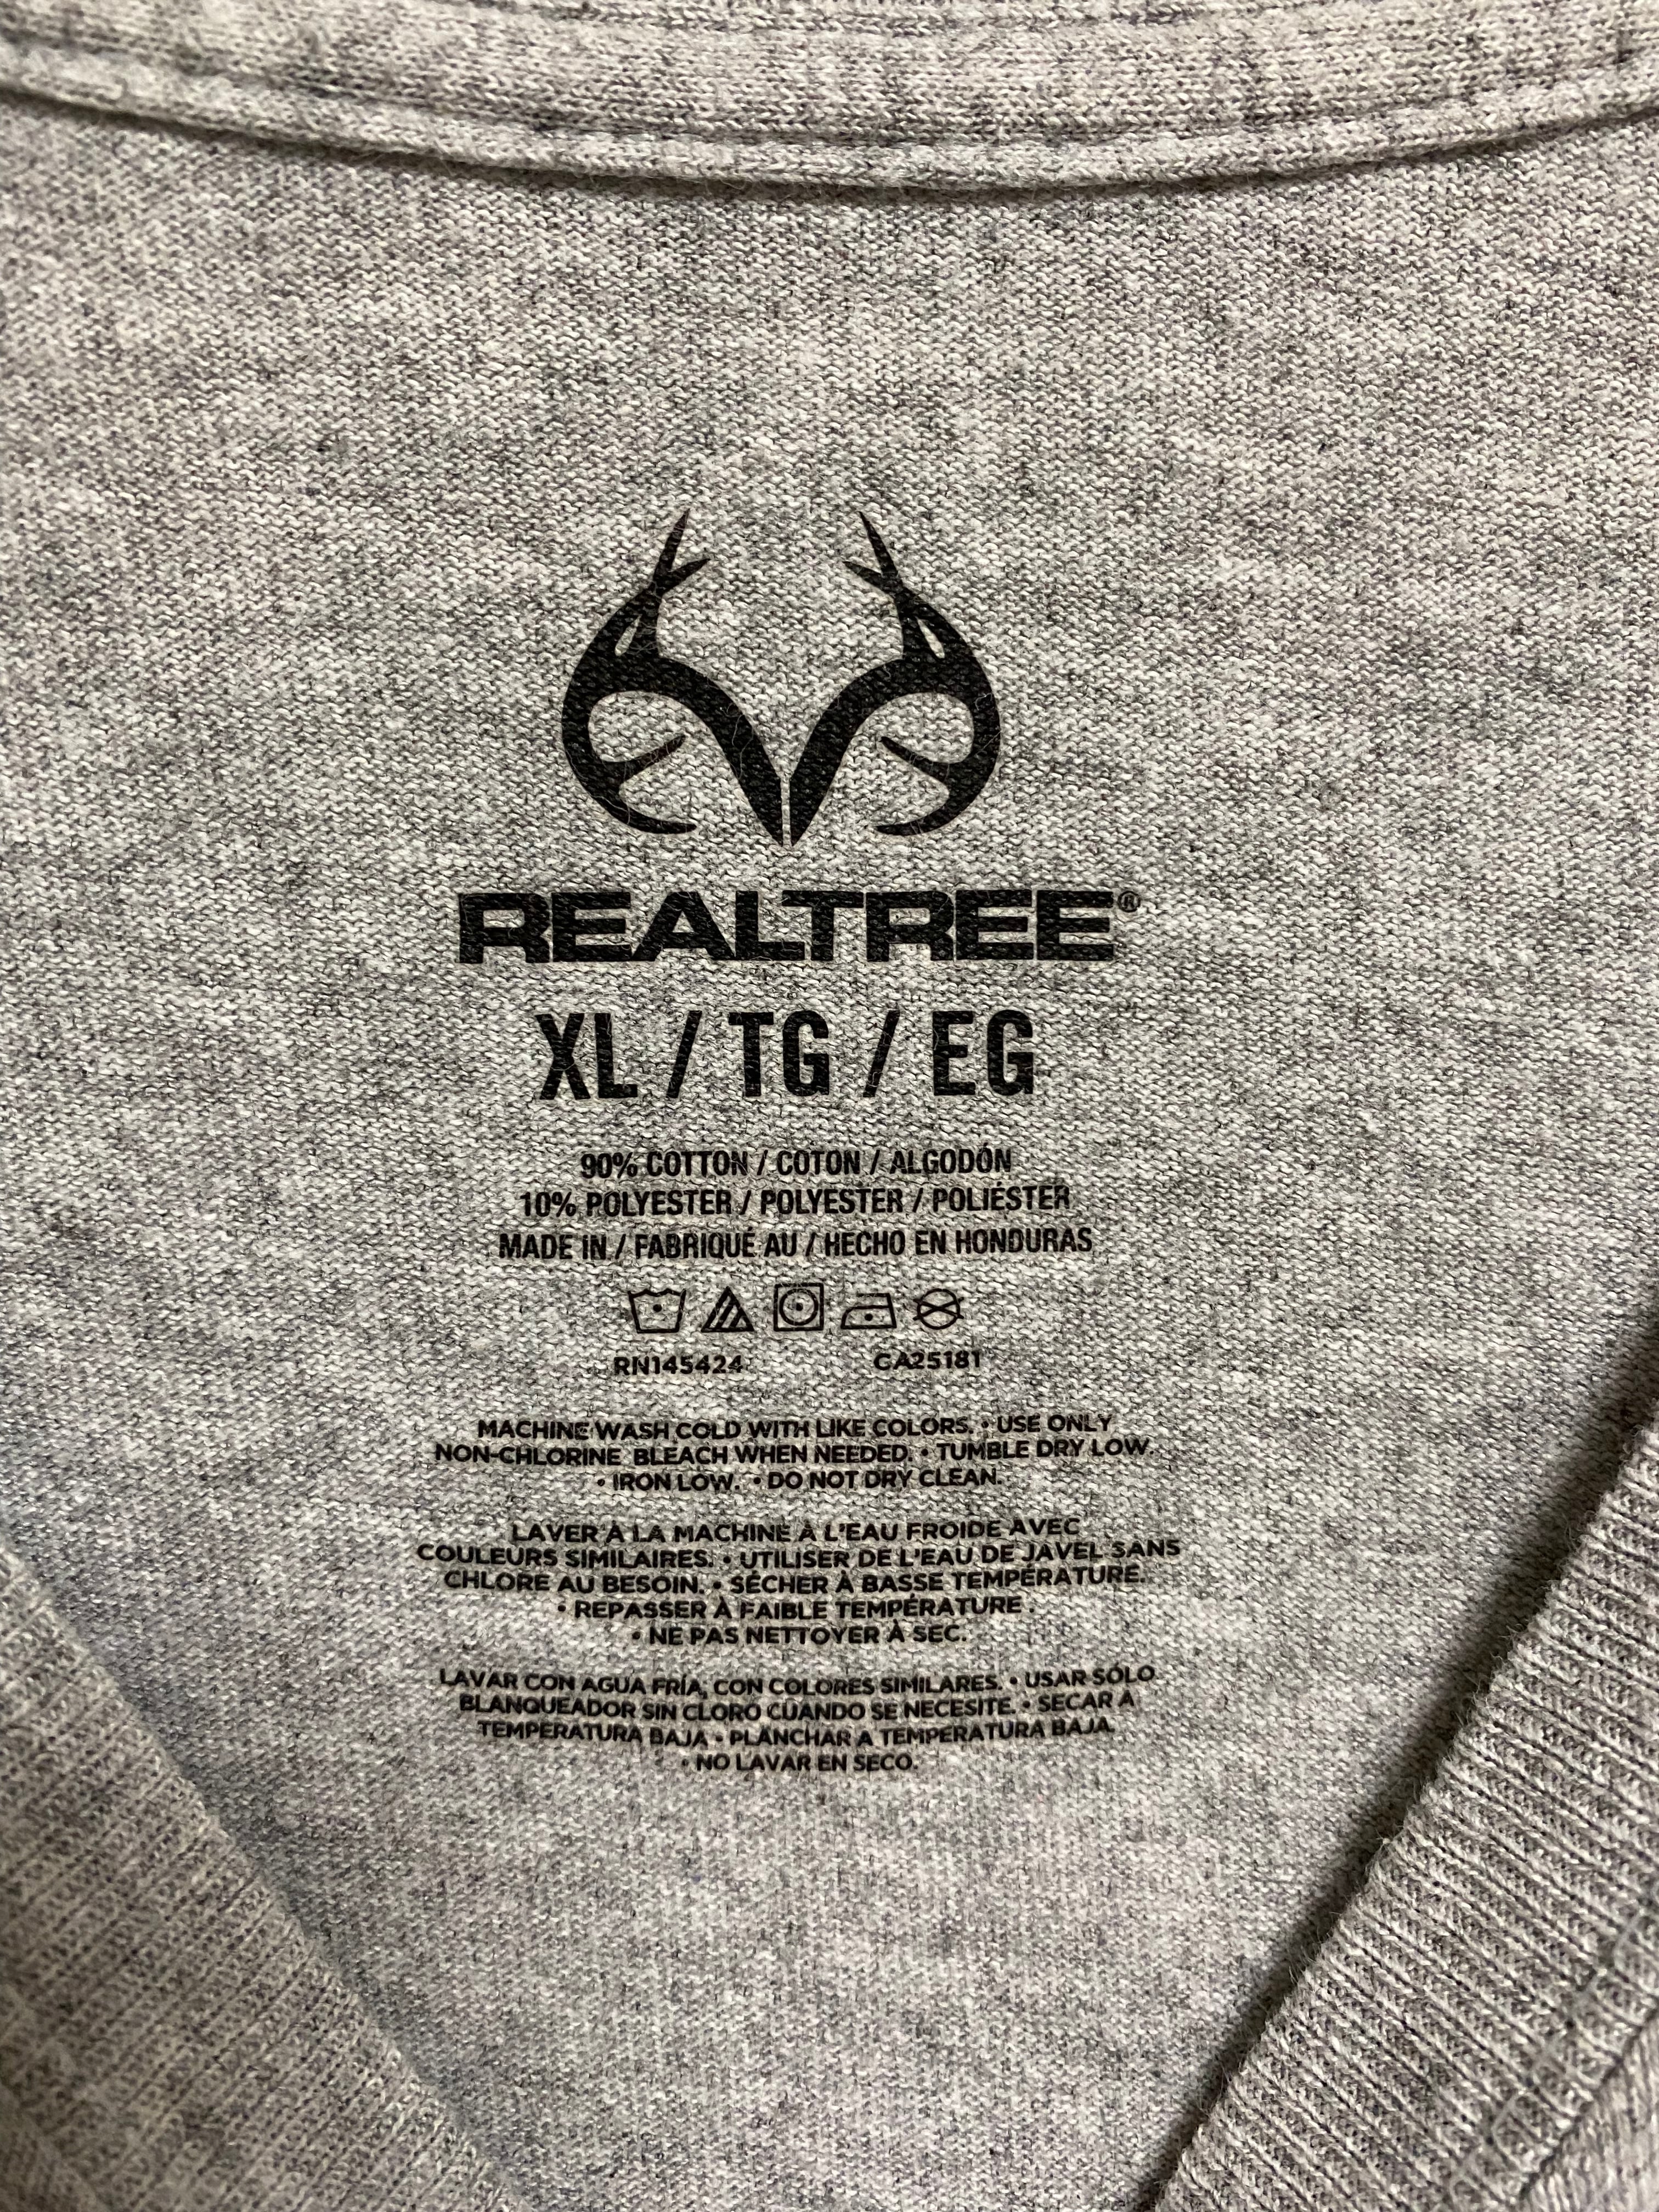 REALTREE®
XL / TG / EG
90% COTTON / COTON / ALGODÓN
10% POLYESTER / POLYESTER / POLIÉSTER
MADE IN / FABRIQUÉ AU / HECHO EN HONDURAS
RN145424 CA25181
MACHINE WASH COLD WITH LIKE COLORS. • USE ONLY
NON-CHLORINE BLEACH WHEN NEEDED. • TUMBLE DRY LOW.
• IRON LOW. • DO NOT DRY CLEAN.
LAVER À LA MACHINE À L'EAU FROIDE AVEC
COULEURS SIMILAIRES. • UTILISER DE L'EAU DE JAVEL SANS
CHLORE AU BESOIN. • SÉCHER À BASSE TEMPÉRATURE.
• REPASSER À FAIBLE TEMPÉRATURE .
• NE PAS NETTOYER À SEC.
LAVAR CON AGUA FRÍA, CON COLORES SIMILARES. • USAR SÓLO
BLANQUEADOR SIN CLORO CUANDO SE NECESITE. • SECAR A
TEMPERATURA BAJA • PLANCHAR A TEMPERATURA BAJA.
• NO LAVAR EN SECO.